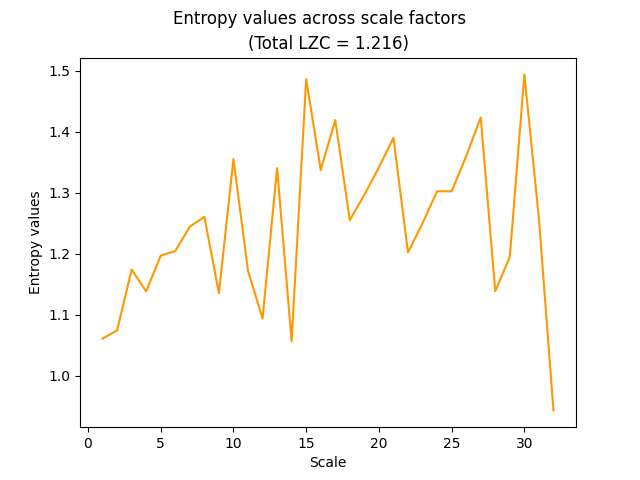 Entropy values across scale factors
(Total LZC = 1.216)
1.5
1.4
1.3
1.2
1.1
1.0
Entropy values
0 5 10 15 20 25 30
Scale